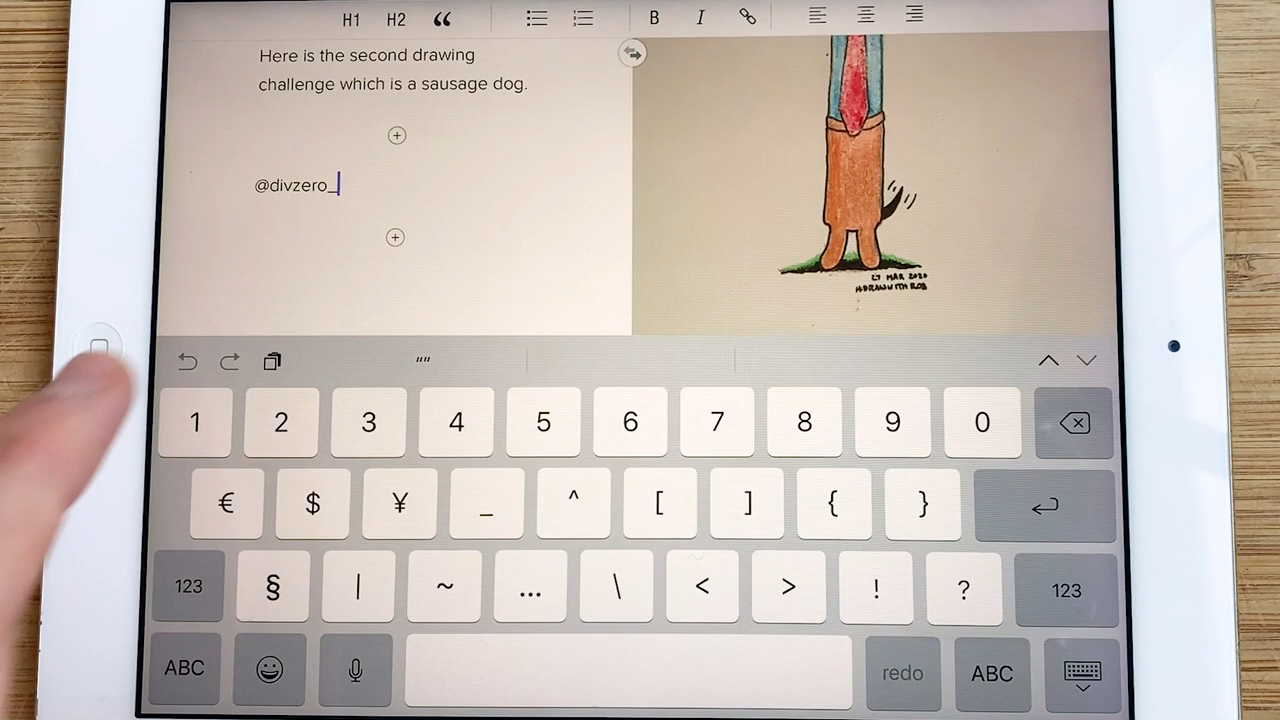 H1 H2 “ B I
Here is the second drawing
challenge which is a sausage dog.
@divzero_
27 MAR 2020
#DRAWWITHROB
""
1 2 3 4 5 6 7 8 9 0
€ $ ¥ _ ^ [ ] { }
123 § | ~ ... \ < > ! ? 123
ABC redo ABC